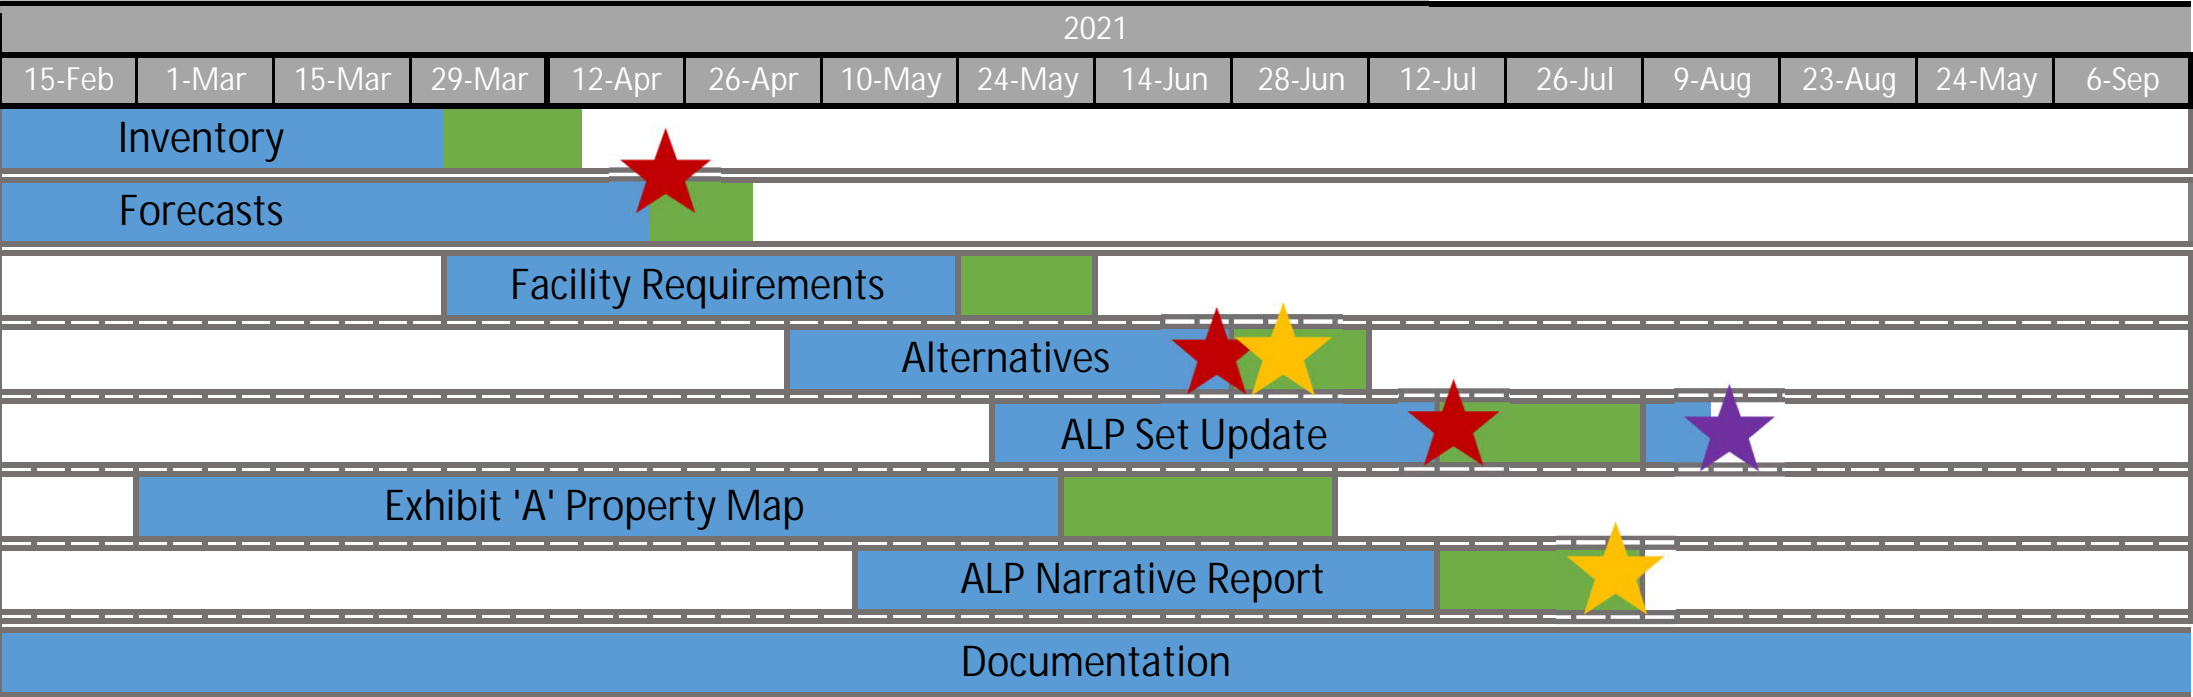 2021
15-Feb 1-Mar 15-Mar 29-Mar 12-Apr 26-Apr 10-May 24-May 14-Jun 28-Jun 12-Jul 26-Jul 9-Aug 23-Aug 24-May 6-Sep
Inventory
Forecasts
Facility Requirements
Alternatives
ALP Set Update
Exhibit 'A' Property Map
ALP Narrative Report
Documentation